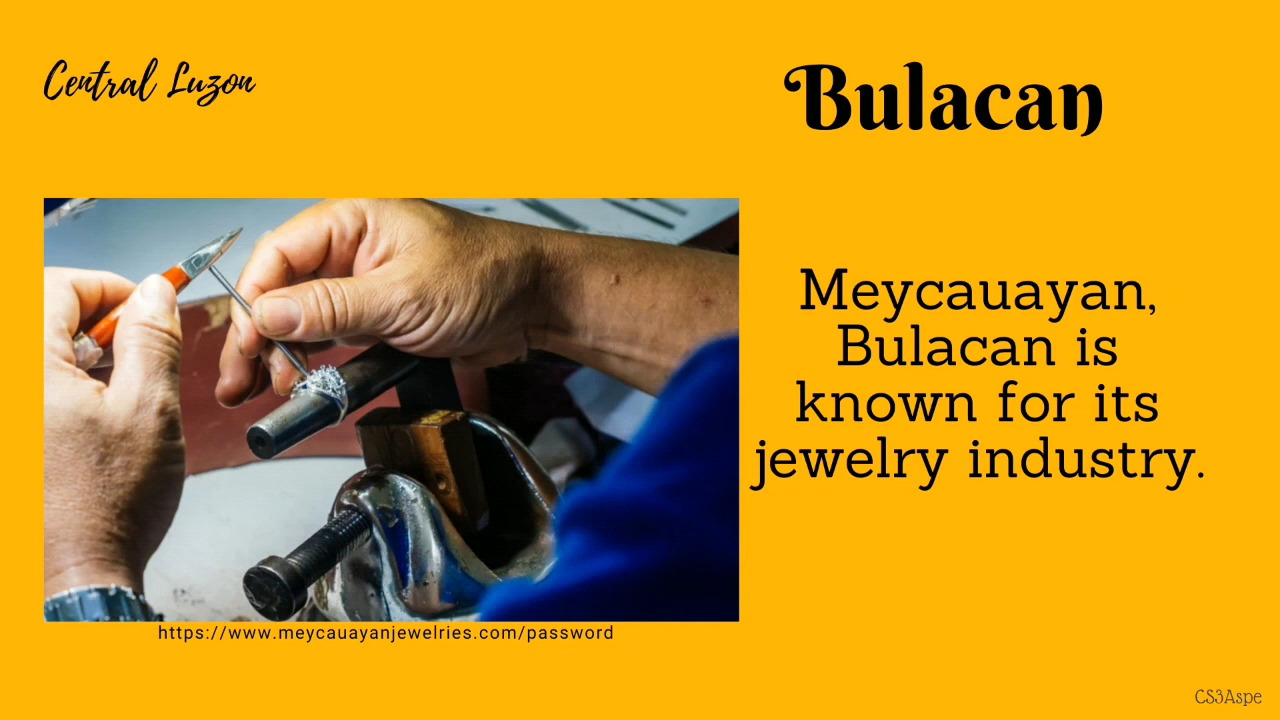 Central Luzon
Bulacan
Meycauayan,
Bulacan is
known for its
jewelry industry.
https://www.meycauayanjewelries.com/password
CS3Aspe